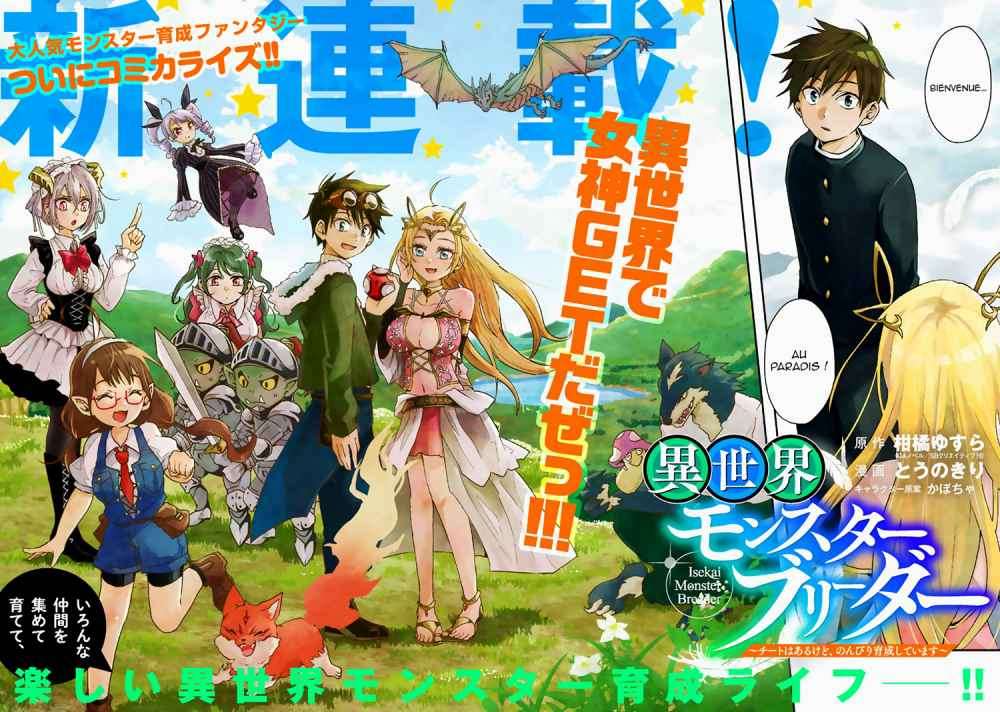 新連載!
大人気モンスター育成ファンタジー
ついにコミカライズ!!
異世界で
女神GETだぜっ!!!
BIENVENUE...
AU
PARADIS !
原作 柑橘ゆすら
漫画 とうのきり
キャラクター原案 かぼちゃ
異世界
モンスター
ブリーダー
Isekai
Monster
Breeder
～チートはあるけど、のんびり育成しています～
いろんな
仲間を
集めて
育てて、
楽しい異世界モンスター育成ライフ――!!